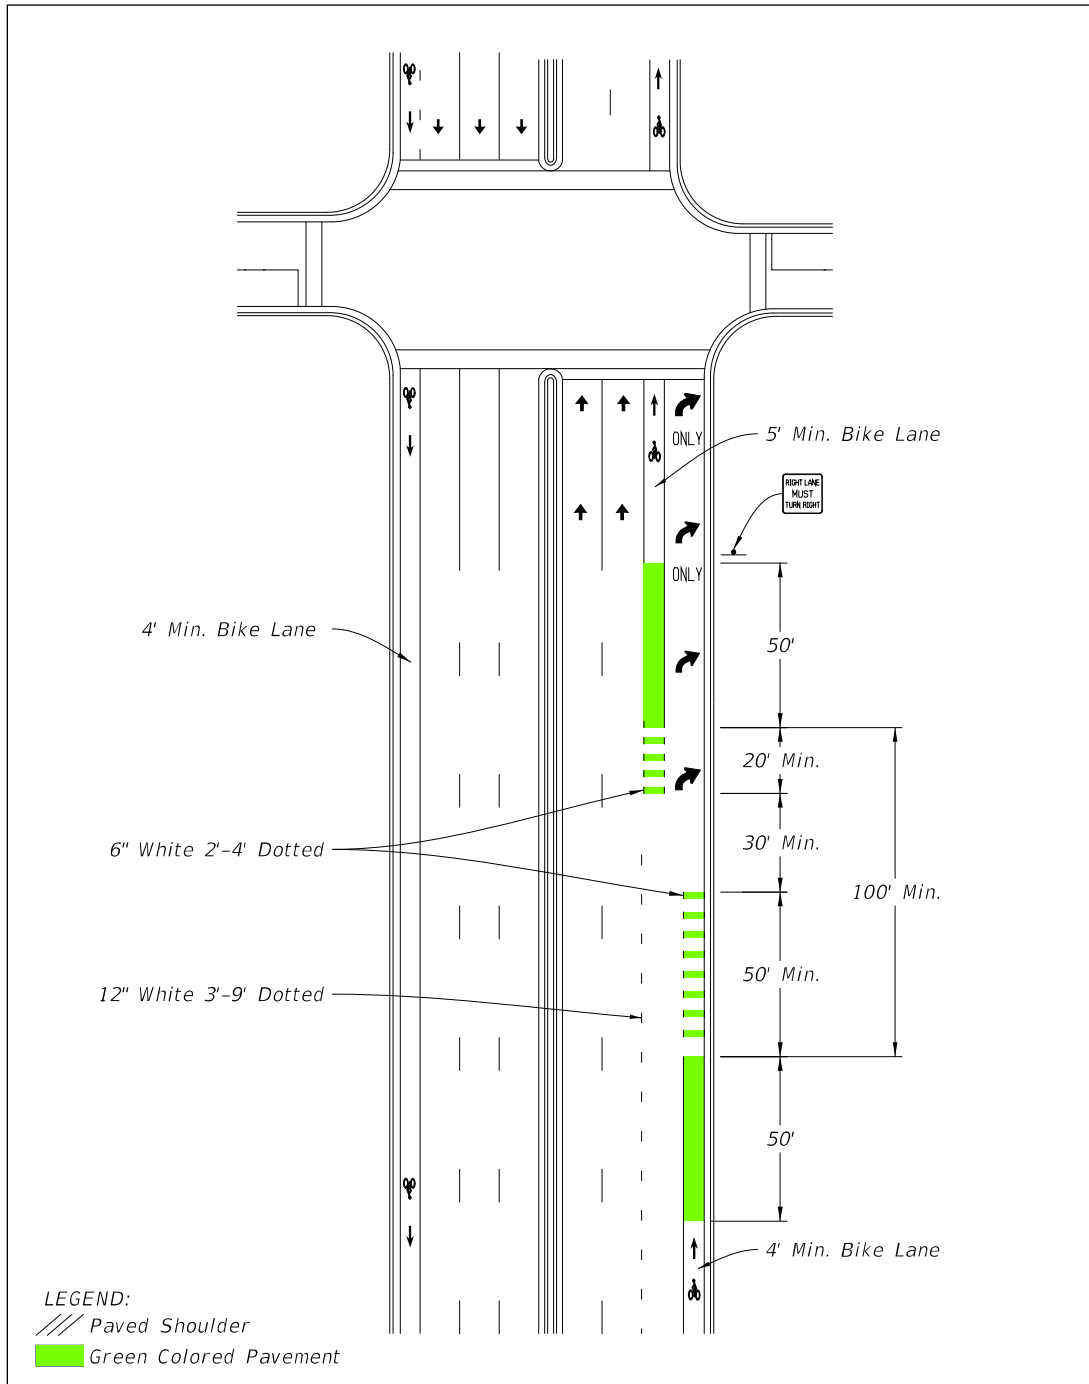 ONLY
5' Min. Bike Lane
RIGHT LANE
MUST
TURN RIGHT
ONLY
4' Min. Bike Lane
50'
20' Min.
6" White 2'-4' Dotted
30' Min.
100' Min.
50' Min.
12" White 3'-9' Dotted
50'
4' Min. Bike Lane
LEGEND:
Paved Shoulder
Green Colored Pavement